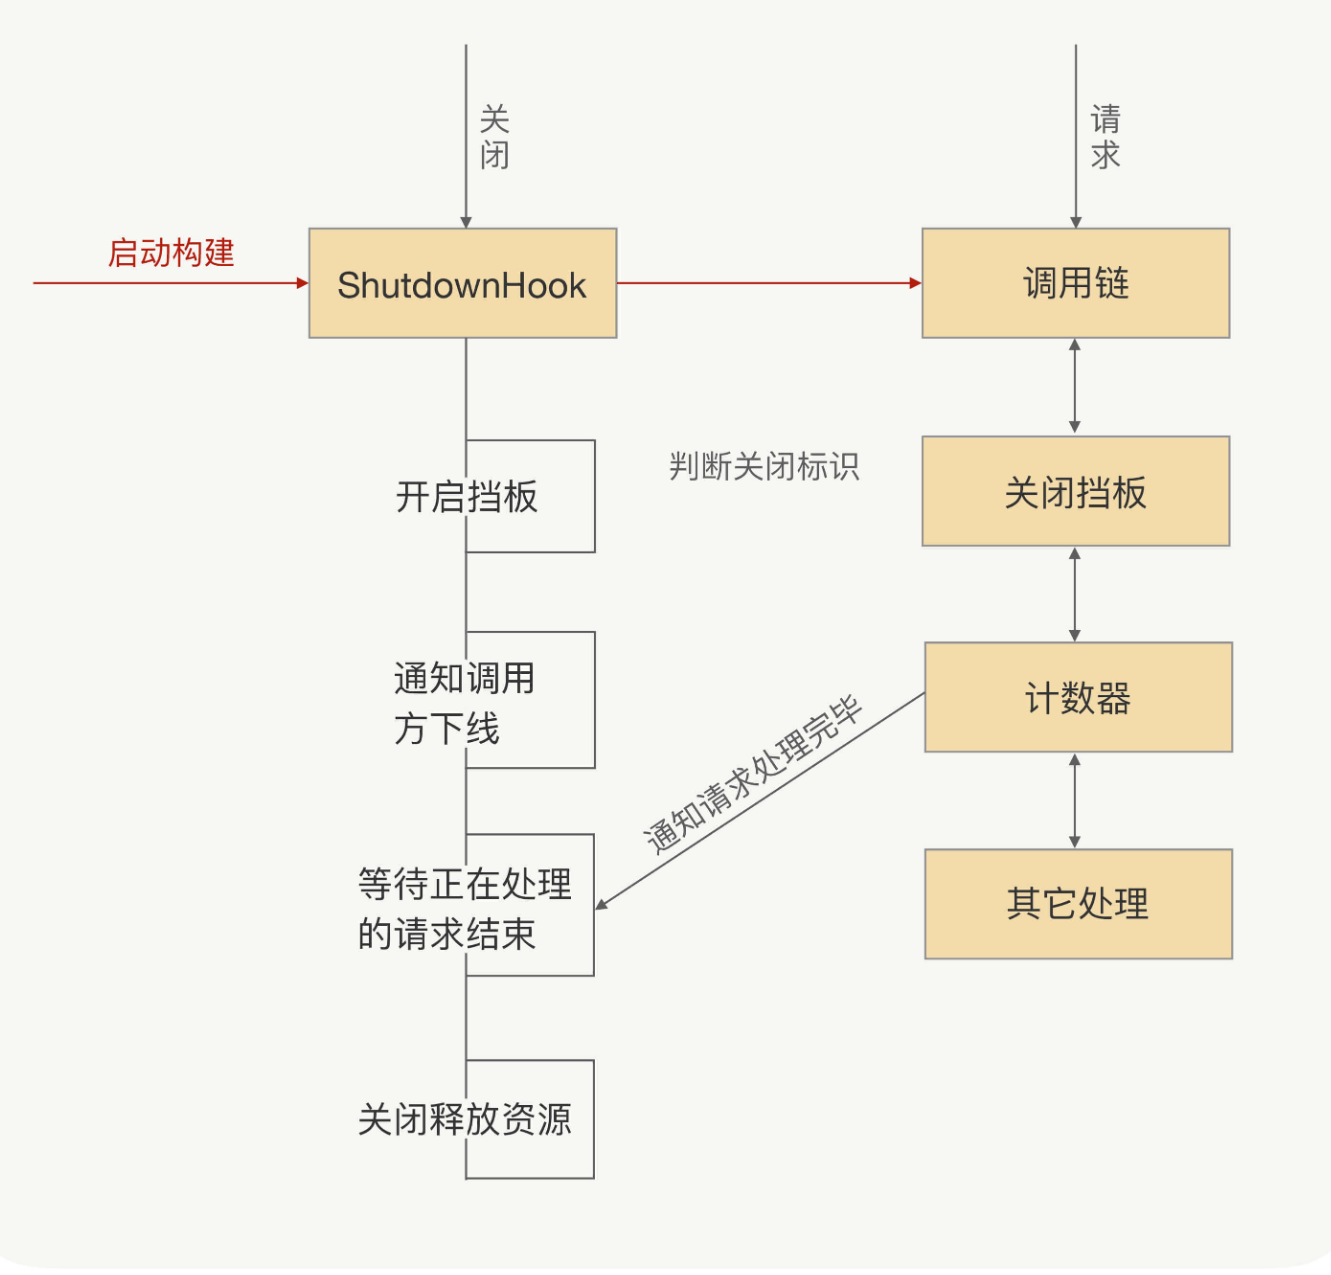 关闭
请求
启动构建
ShutdownHook
调用链
开启挡板
判断关闭标识
关闭挡板
通知调用
方下线
计数器
通知请求处理完毕
等待正在处理
的请求结束
其它处理
关闭释放资源